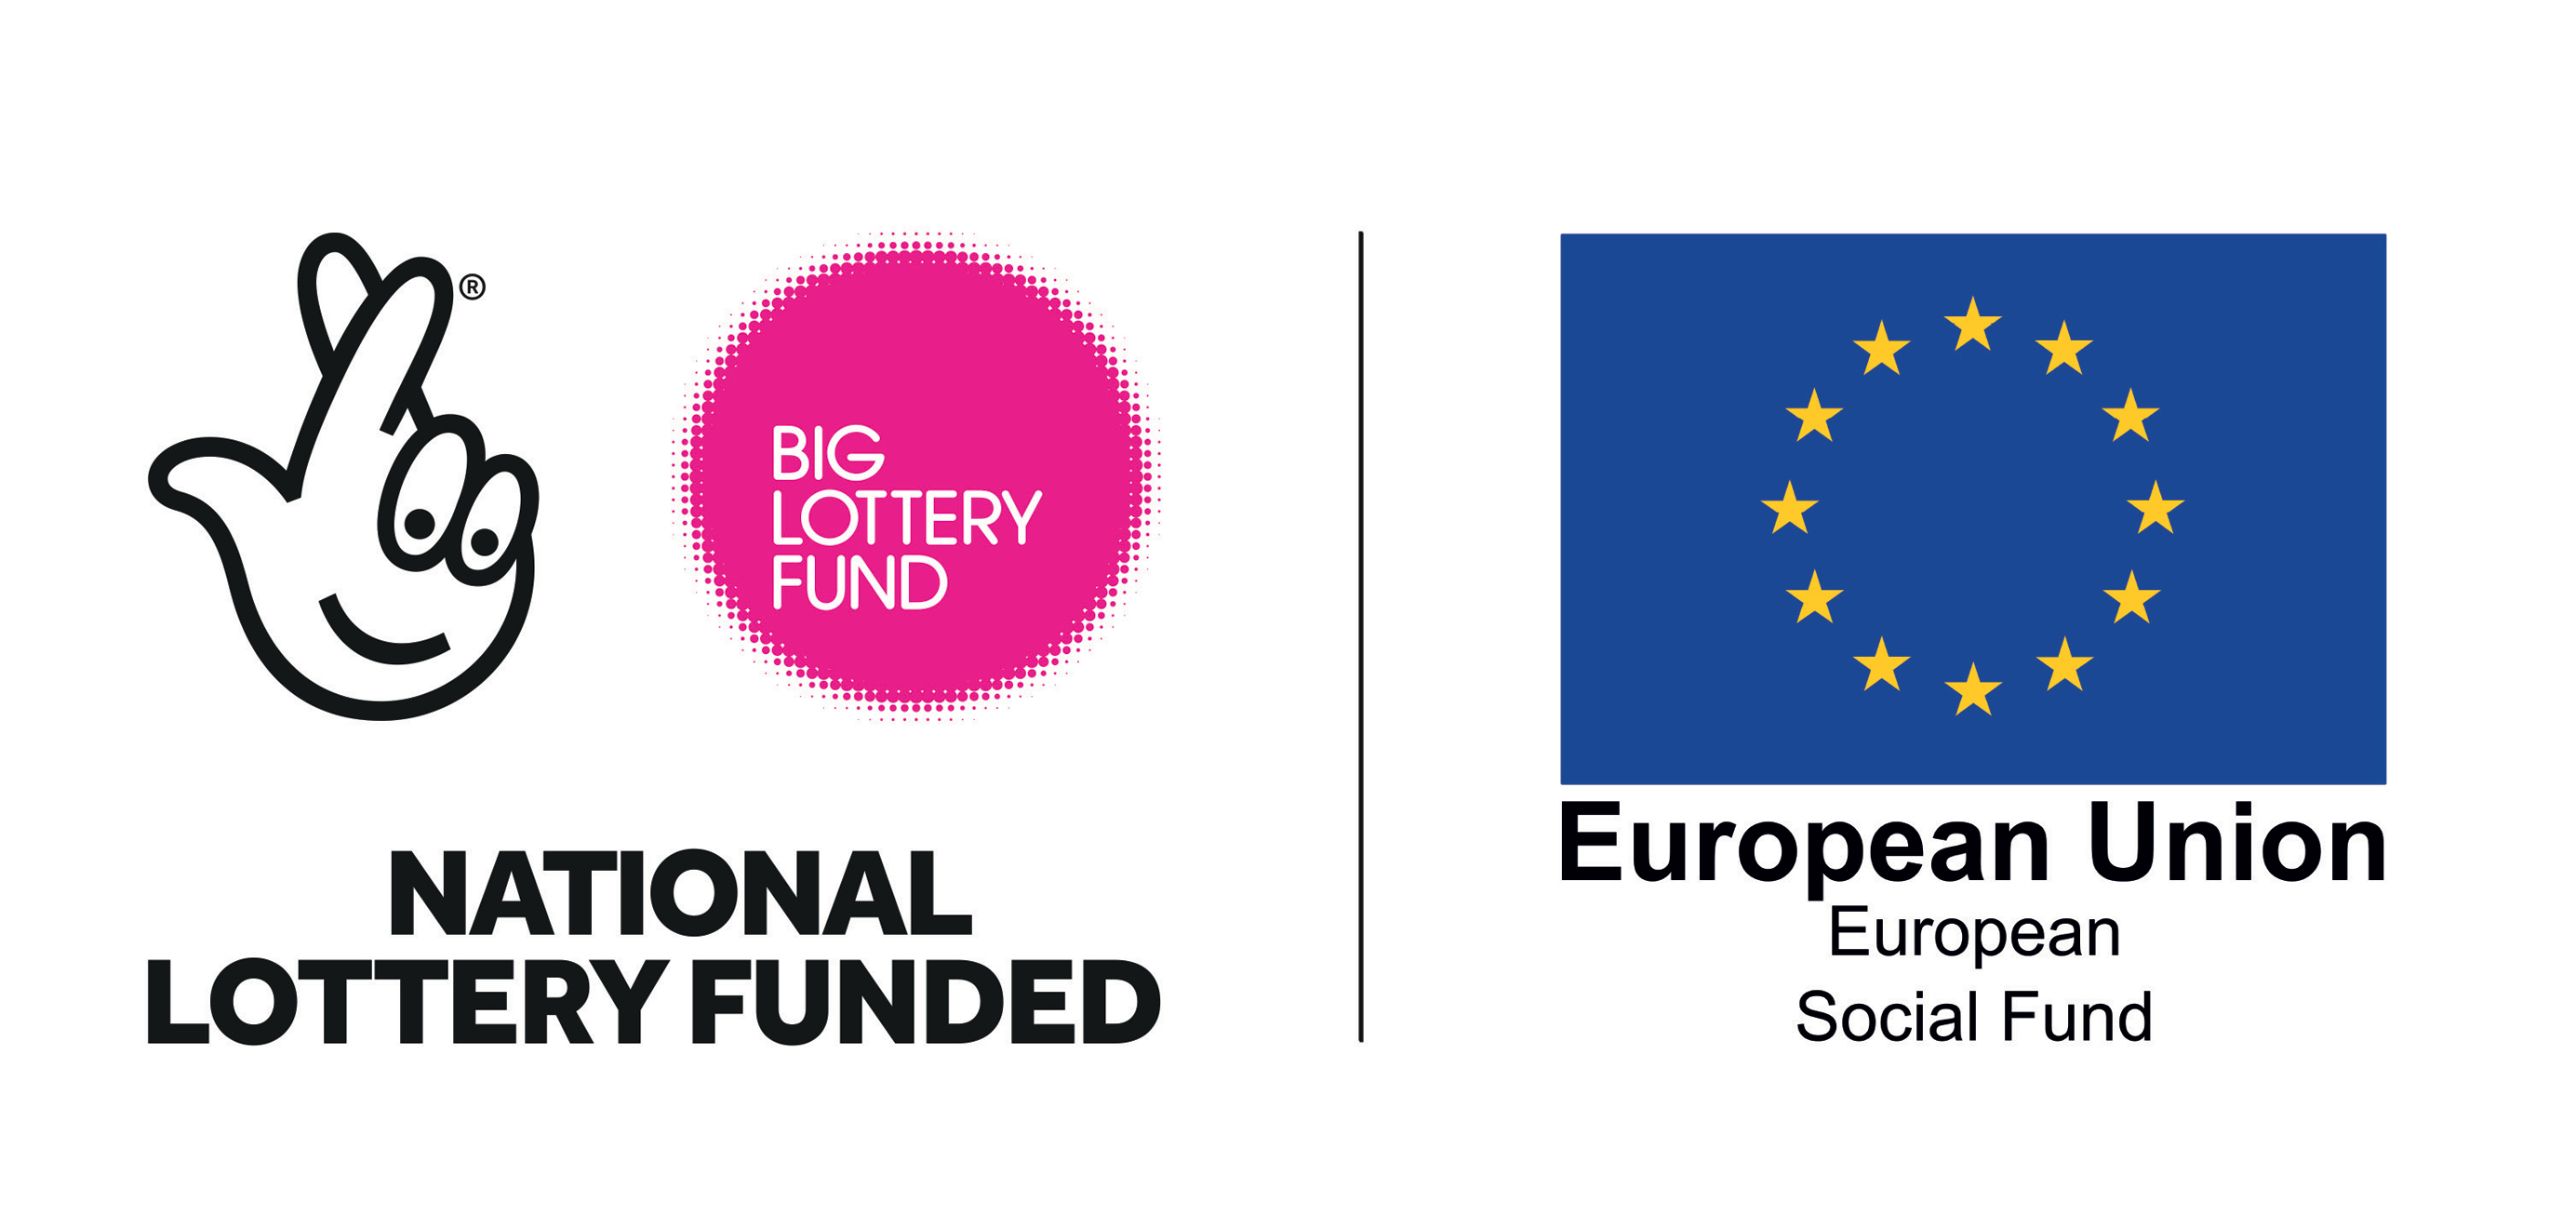 ®
BIG
LOTTERY
FUND
NATIONAL
LOTTERY FUNDED
European Union
European
Social Fund